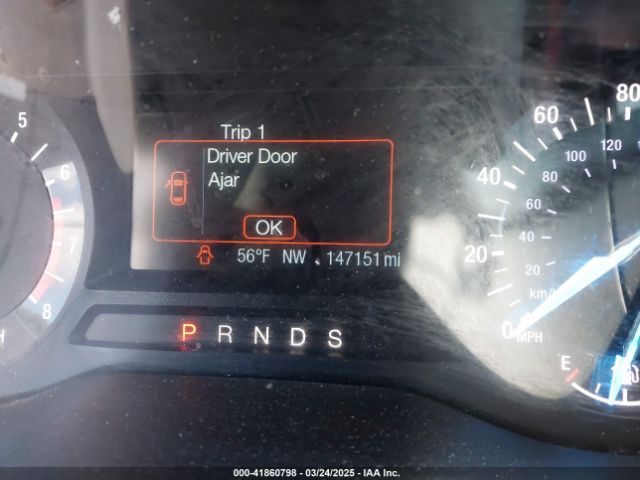 Trip 1
Driver Door
Ajar
OK
56°F NW 147151 mi
P R N D S
5
6
7
8
0
20
40
60
80
20
40
60
80
100
120
km/
MPH
E
000-41860798 - 03/24/2025 - IAA Inc.